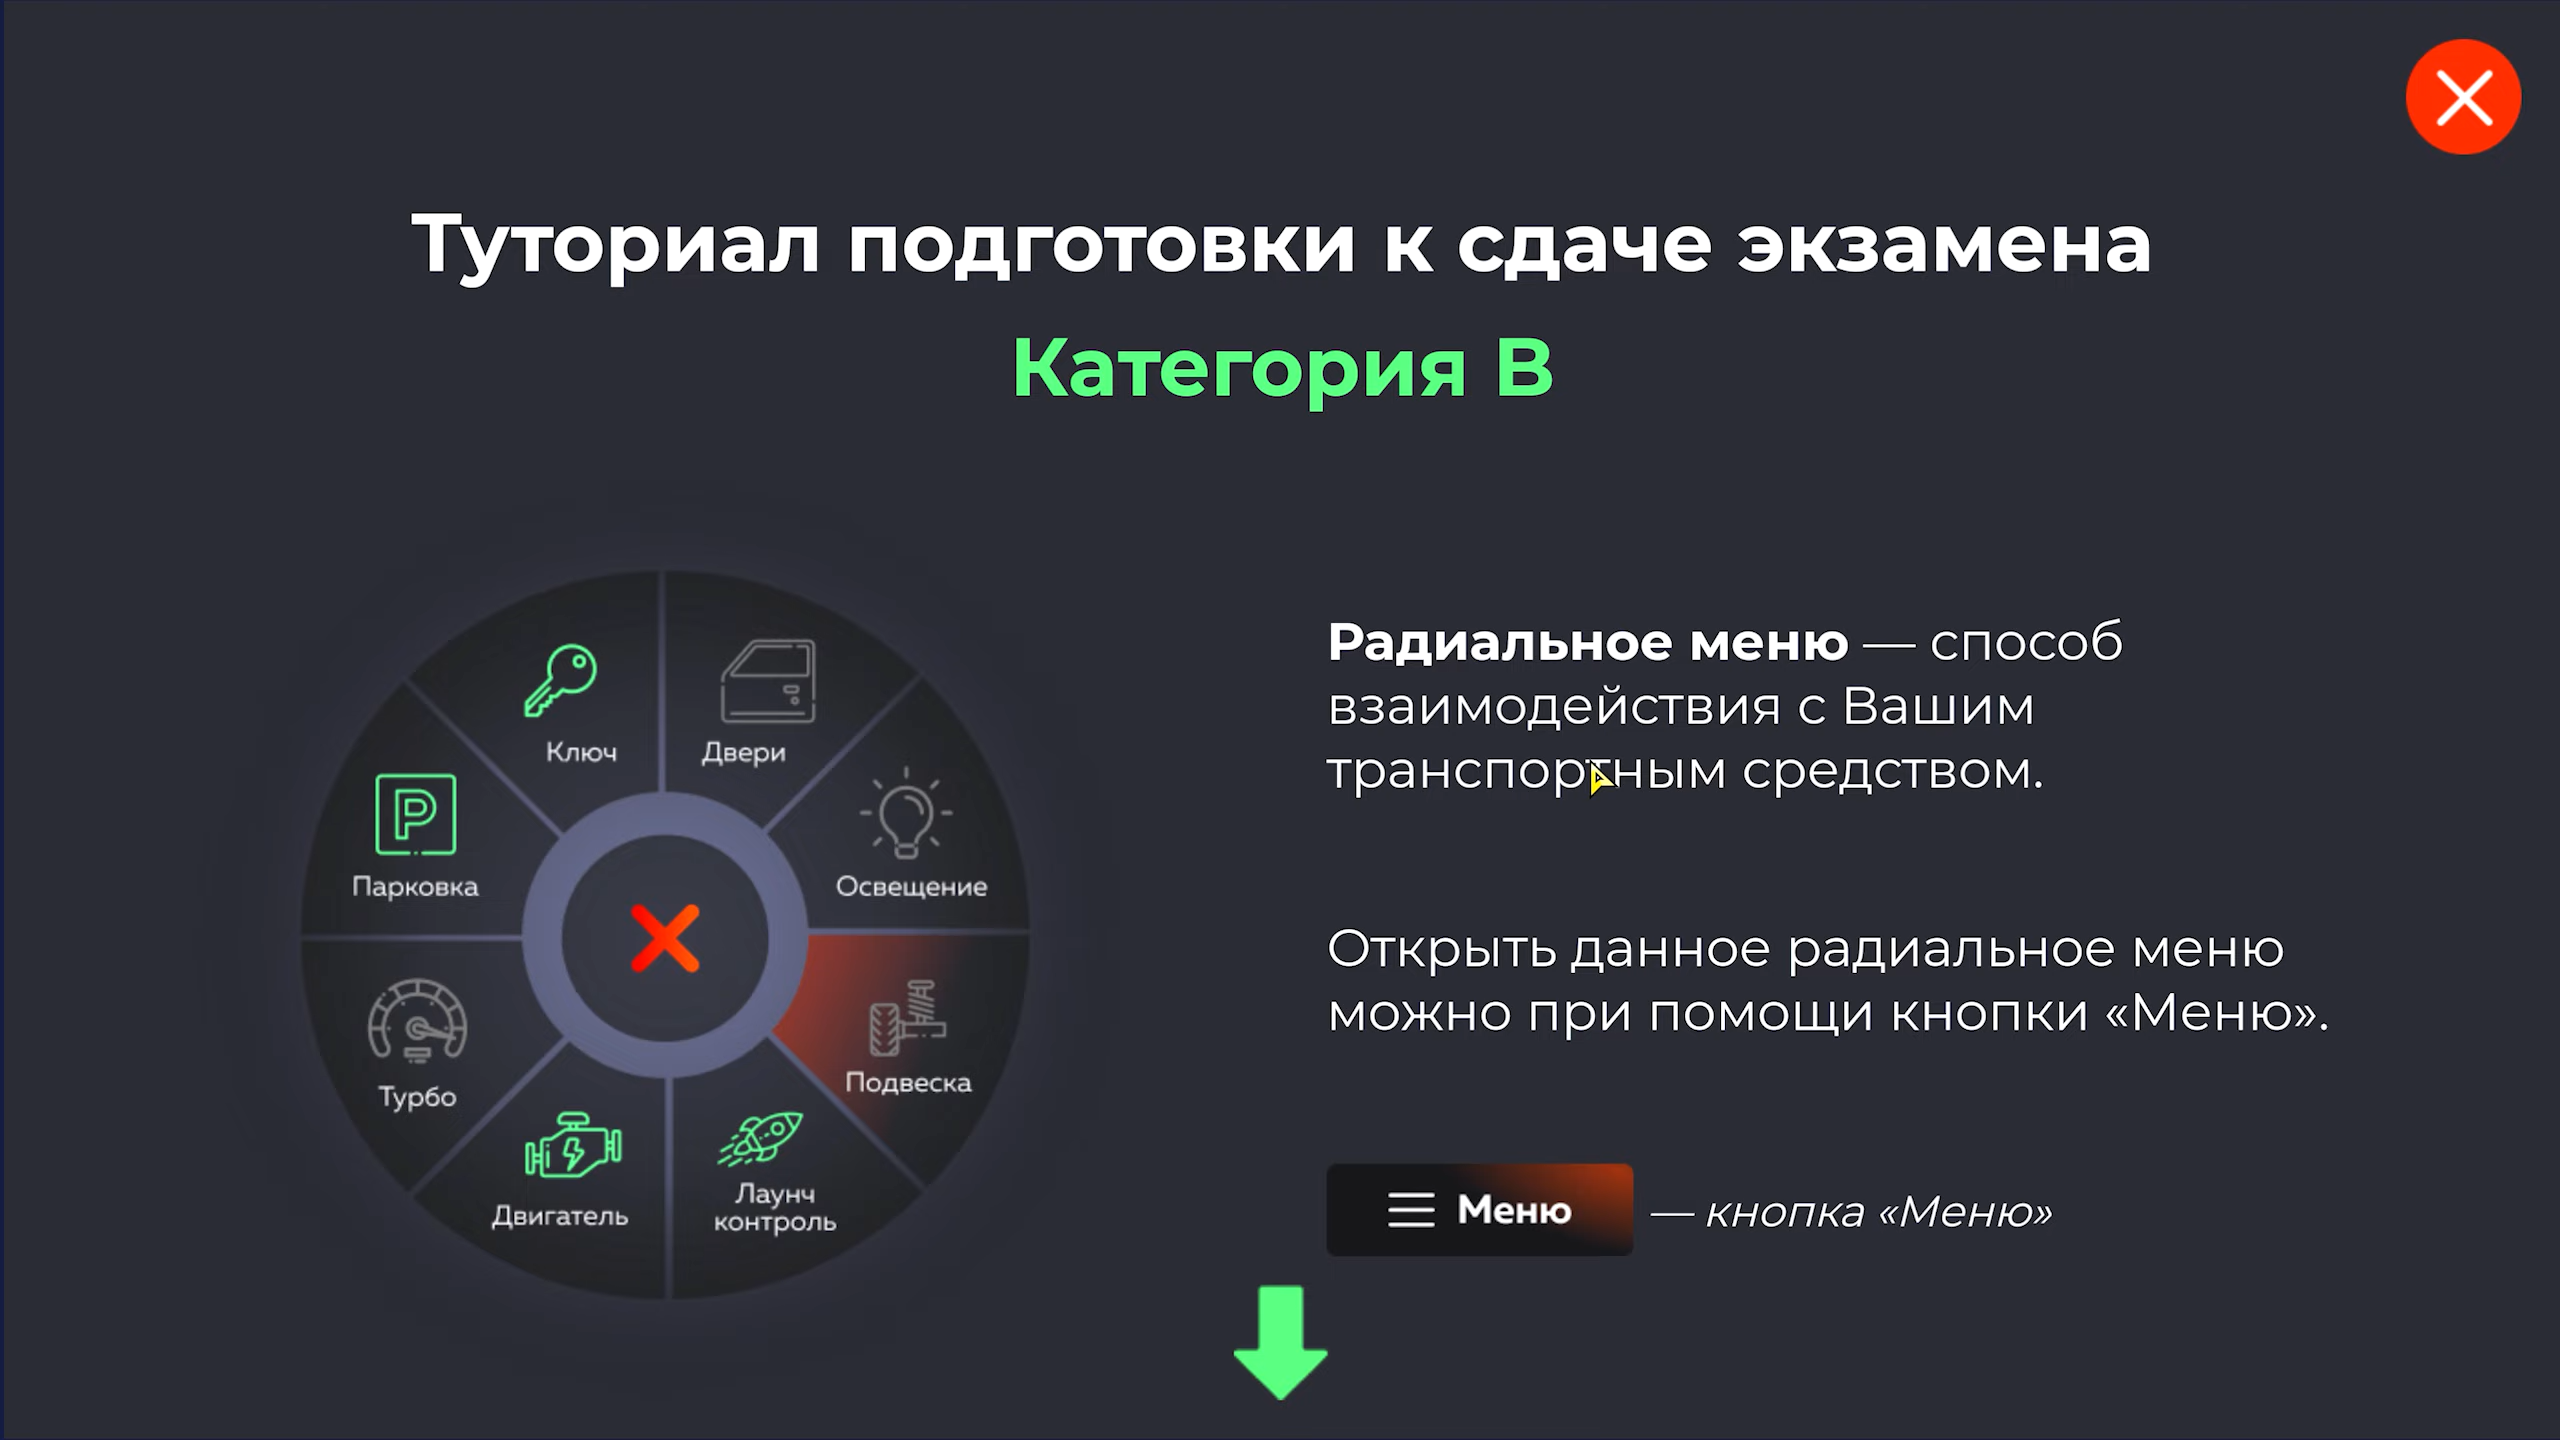 Туториал подготовки к сдаче экзамена
Категория B
Ключ
Двери
Парковка
Освещение
Турбо
Подвеска
Двигатель
Лаунч
контроль
Радиальное меню — способ
взаимодействия с Вашим
транспортным средством.
Открыть данное радиальное меню
можно при помощи кнопки «Меню».
Меню — кнопка «Меню»